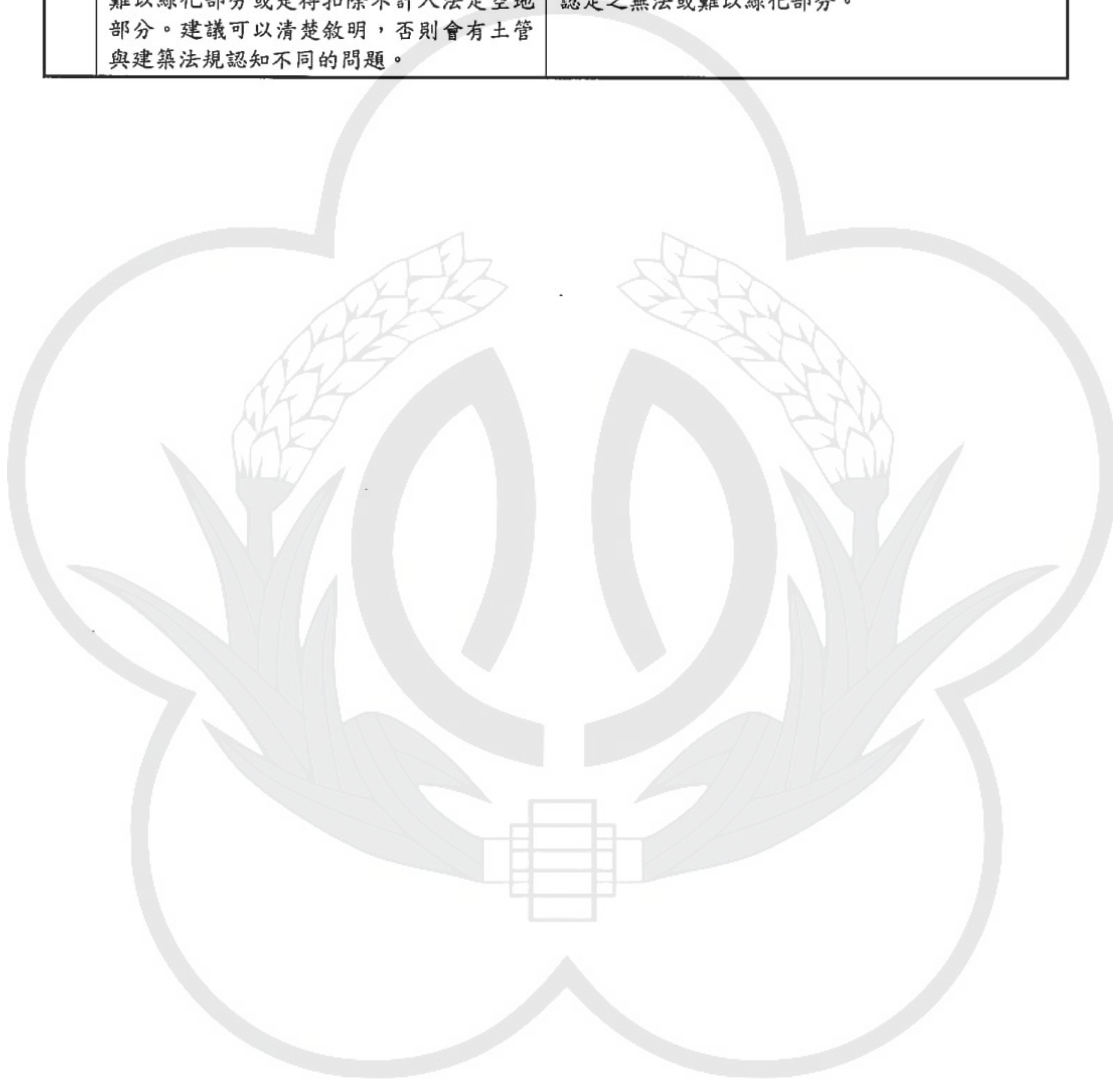 難以綠化部分或是得扣除不計入法定空地
部分。建議可以清楚敘明，否則會有土管
與建築法規認知不同的問題。
認定之無法或難以綠化部分。